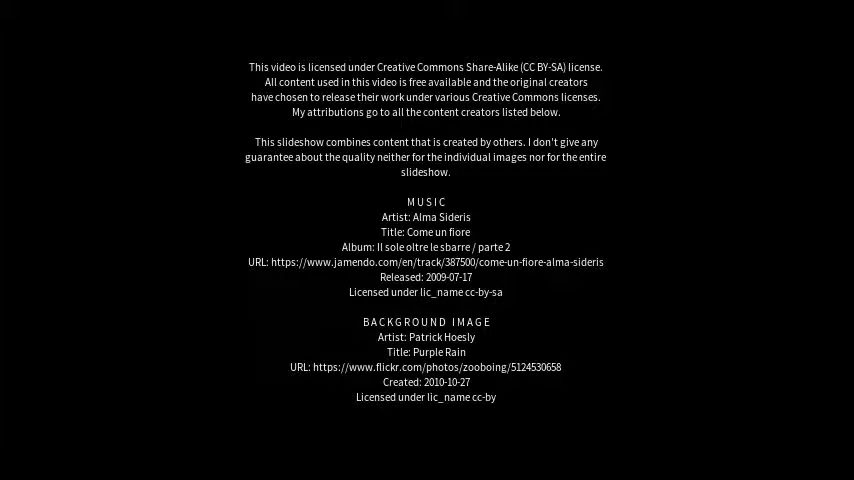 This video is licensed under Creative Commons Share-Alike (CC BY-SA) license.
All content used in this video is free available and the original creators
have chosen to release their work under various Creative Commons licenses.
My attributions go to all the content creators listed below.
This slideshow combines content that is created by others. I don't give any
guarantee about the quality neither for the individual images nor for the entire
slideshow.
MUSIC
Artist: Alma Sideris
Title: Come un fiore
Album: Il sole oltre le sbarre / parte 2
URL: https://www.jamendo.com/en/track/387500/come-un-fiore-alma-sideris
Released: 2009-07-17
Licensed under lic_name cc-by-sa
BACKGROUND IMAGE
Artist: Patrick Hoesly
Title: Purple Rain
URL: https://www.flickr.com/photos/zooboing/5124530658
Created: 2010-10-27
Licensed under lic_name cc-by